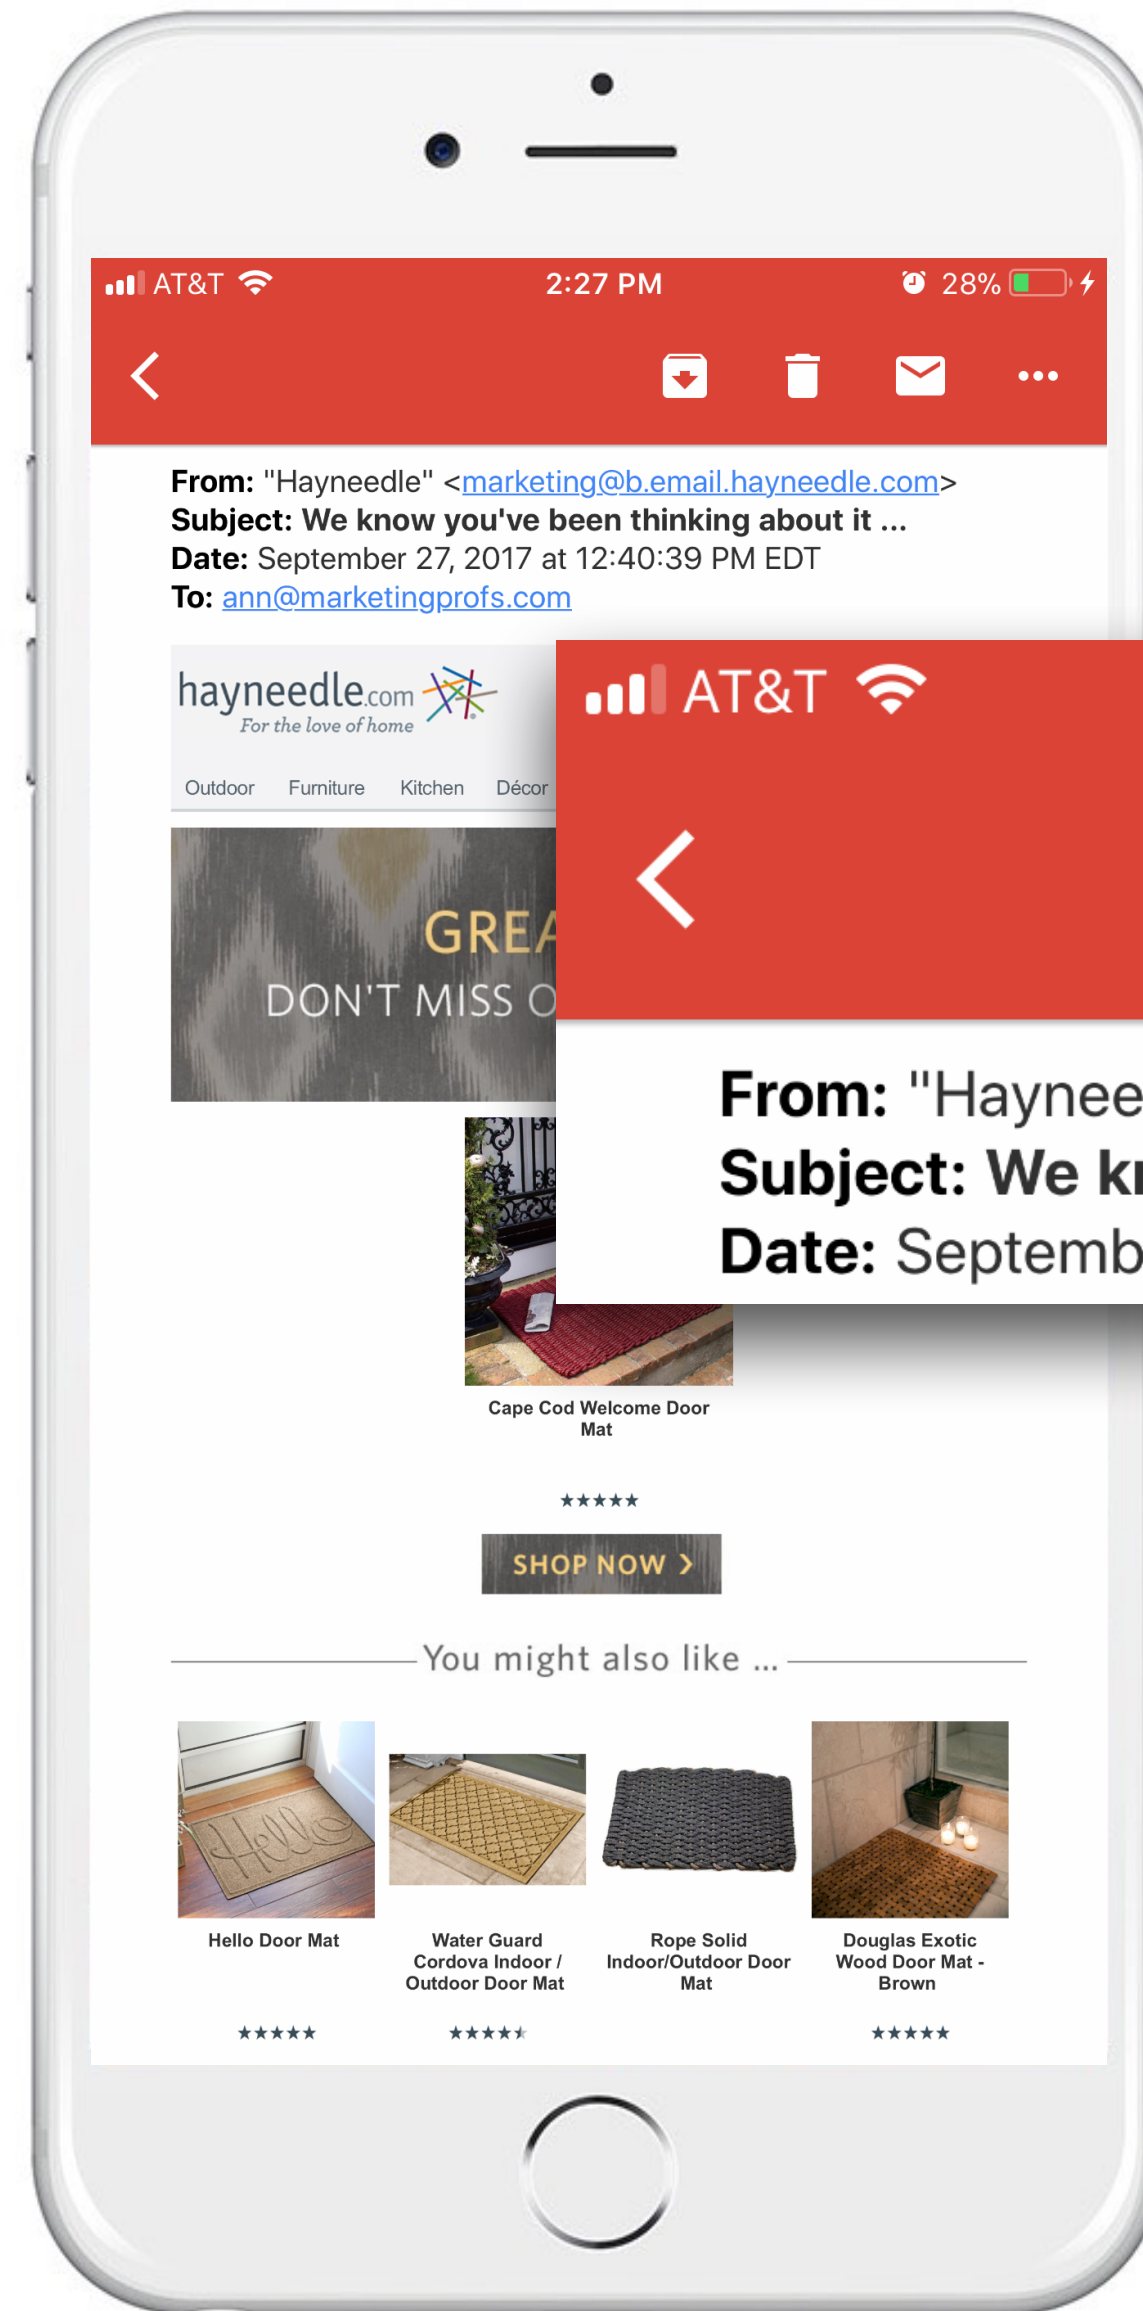 AT&T 2:27 PM 28%
From: "Hayneedle" <marketing@b.email.hayneedle.com>
Subject: We know you've been thinking about it ...
Date: September 27, 2017 at 12:40:39 PM EDT
To: ann@marketingprofs.com
hayneedle.com
For the love of home
Outdoor Furniture Kitchen Décor
GREA
DON'T MISS O
AT&T
From: "Haynee
Subject: We kn
Date: Septemb
Cape Cod Welcome Door
Mat
SHOP NOW >
You might also like ...
Hello
Hello Door Mat
Water Guard
Cordova Indoor /
Outdoor Door Mat
Rope Solid
Indoor/Outdoor Door
Mat
Douglas Exotic
Wood Door Mat -
Brown